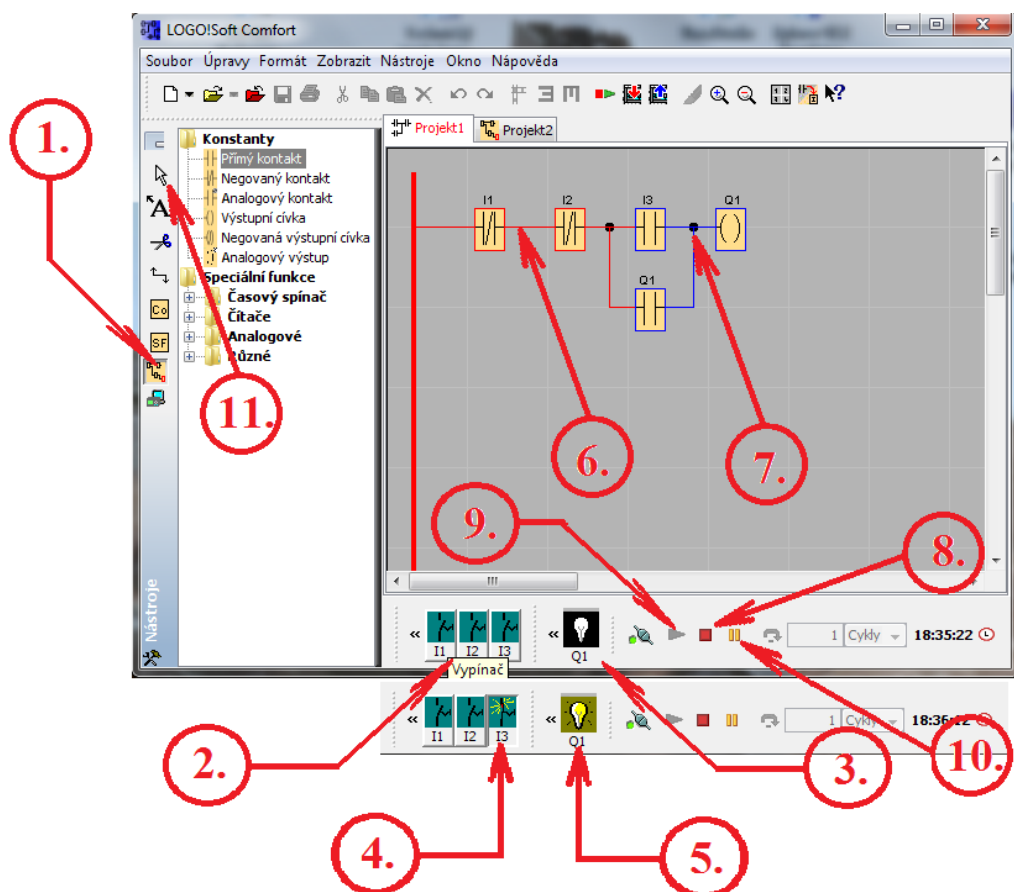 LOGO!Soft Comfort
Soubor Úpravy Formát Zobrazit Nástroje Okno Nápověda
1.
Konstanty
Přímý kontakt
Negovaný kontakt
Analogový kontakt
Výstupní cívka
Negovaná výstupní cívka
Analogový výstup
Speciální funkce
Časový spínač
Čítače
Analogové
Různé
A
Co
SF
11.
Nástroje
Projekt1 Projekt2
I1 I2 I3 Q1
Q1
6.
7.
9.
8.
« I1 I2 I3 « Q1 1 Cykly 18:35:22
Vypínač
« I1 I2 I3 « Q1 1 Cykly 18:36:22
2.
3.
10.
4.
5.